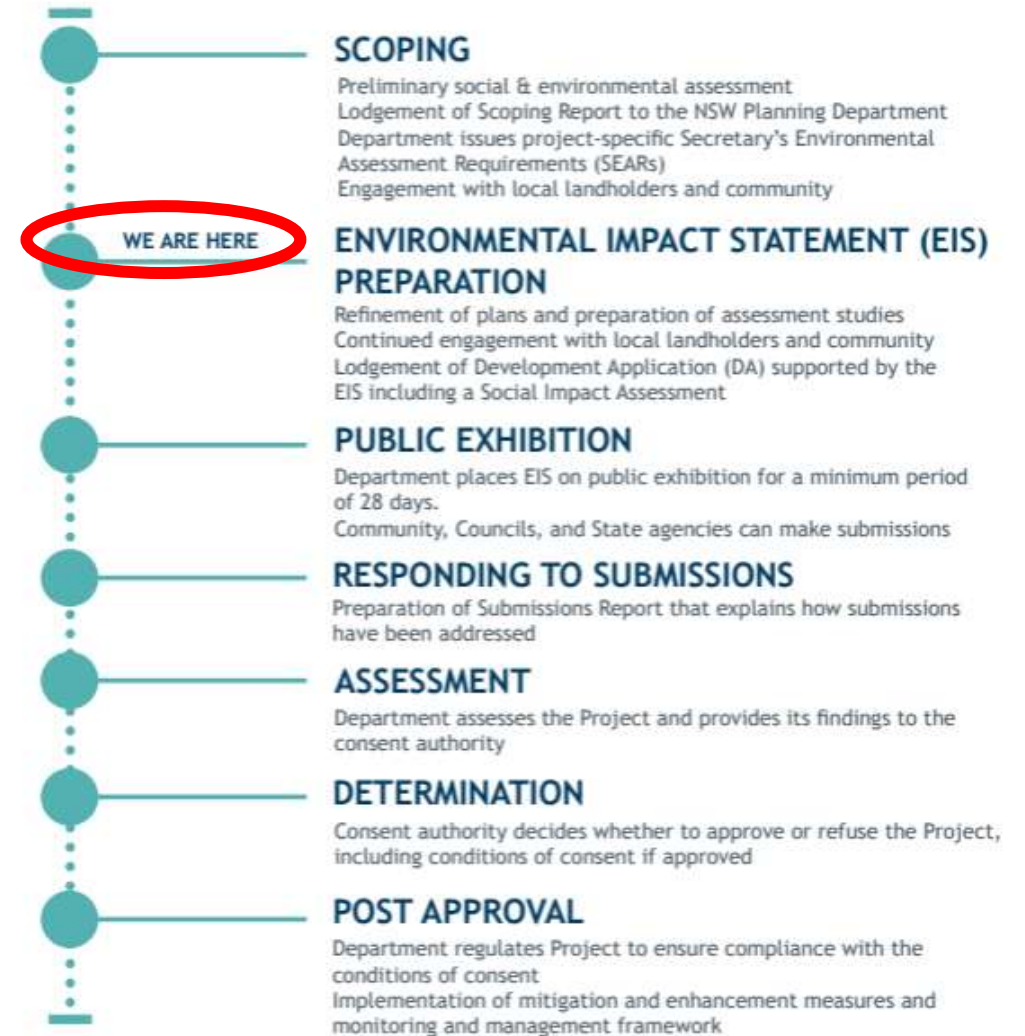 SCOPING
Preliminary social & environmental assessment
Lodgement of Scoping Report to the NSW Planning Department
Department issues project-specific Secretary's Environmental
Assessment Requirements (SEARs)
Engagement with local landholders and community
WE ARE HERE
ENVIRONMENTAL IMPACT STATEMENT (EIS)
PREPARATION
Refinement of plans and preparation of assessment studies
Continued engagement with local landholders and community
Lodgement of Development Application (DA) supported by the
EIS including a Social Impact Assessment
PUBLIC EXHIBITION
Department places EIS on public exhibition for a minimum period
of 28 days.
Community, Councils, and State agencies can make submissions
RESPONDING TO SUBMISSIONS
Preparation of Submissions Report that explains how submissions
have been addressed
ASSESSMENT
Department assesses the Project and provides its findings to the
consent authority
DETERMINATION
Consent authority decides whether to approve or refuse the Project,
including conditions of consent if approved
POST APPROVAL
Department regulates Project to ensure compliance with the
conditions of consent
Implementation of mitigation and enhancement measures and
monitoring and management framework